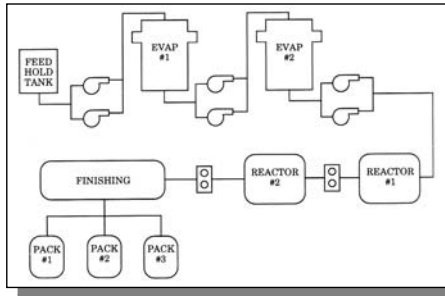 FEED
HOLD
TANK
EVAP
#1
EVAP
#2
FINISHING
REACTOR
#2
REACTOR
#1
PACK
#1
PACK
#2
PACK
#3